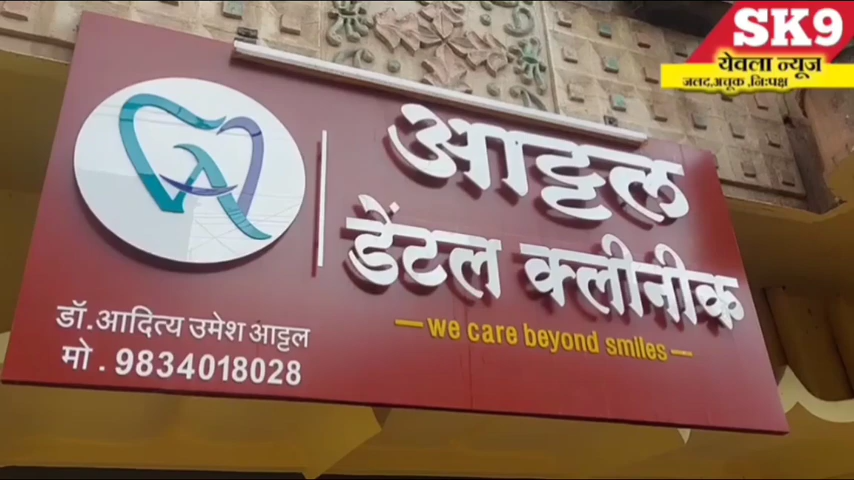 SK9
येवला न्यूज
जलद,अचूक,नि:पक्ष
आट्टल
डेंटल क्लीनीक
we care beyond smiles
डॉ.आदित्य उमेश आट्टल
मो . 9834018028